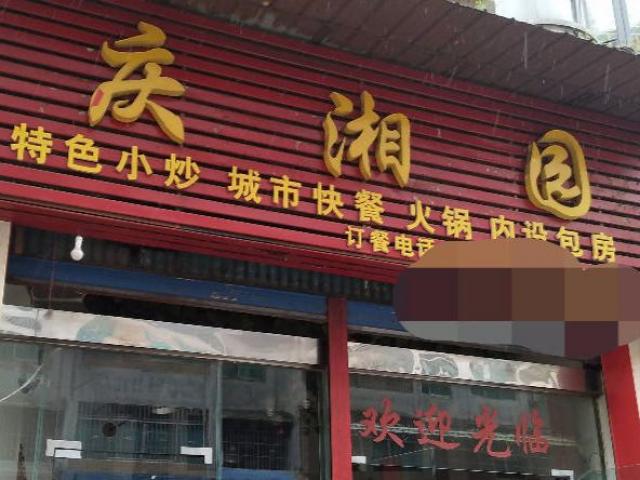 庆湘园
特色小炒 城市快餐 火锅 内设包房
订餐电话
欢迎光临